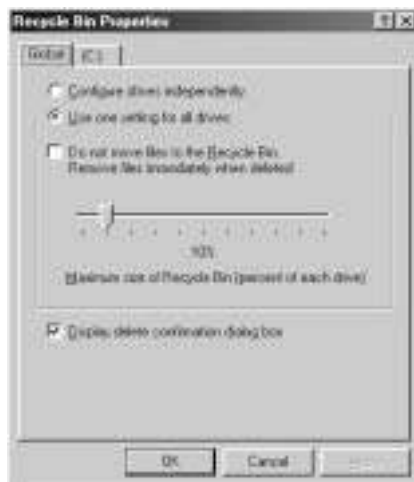 Recycle Bin Properties
Global (C:)
Configure drives independently
Use one setting for all drives
Do not move files to the Recycle Bin.
Remove files immediately when deleted
10%
Maximum size of Recycle Bin (percent of each drive)
Display delete confirmation dialog box
OK Cancel